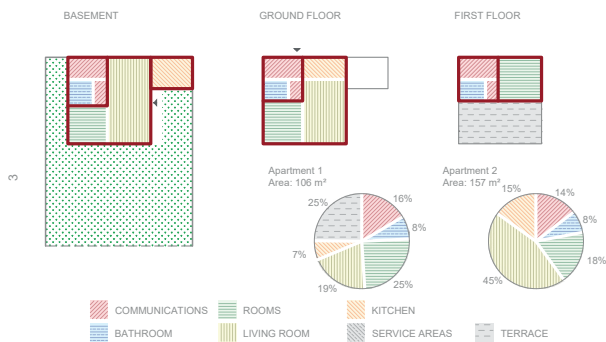 BASEMENT
GROUND FLOOR
FIRST FLOOR
3
Apartment 1
Area: 106 m²
Apartment 2
Area: 157 m²
25%
16%
8%
25%
19%
7%
15%
14%
8%
18%
45%
COMMUNICATIONS
ROOMS
KITCHEN
BATHROOM
LIVING ROOM
SERVICE AREAS
TERRACE